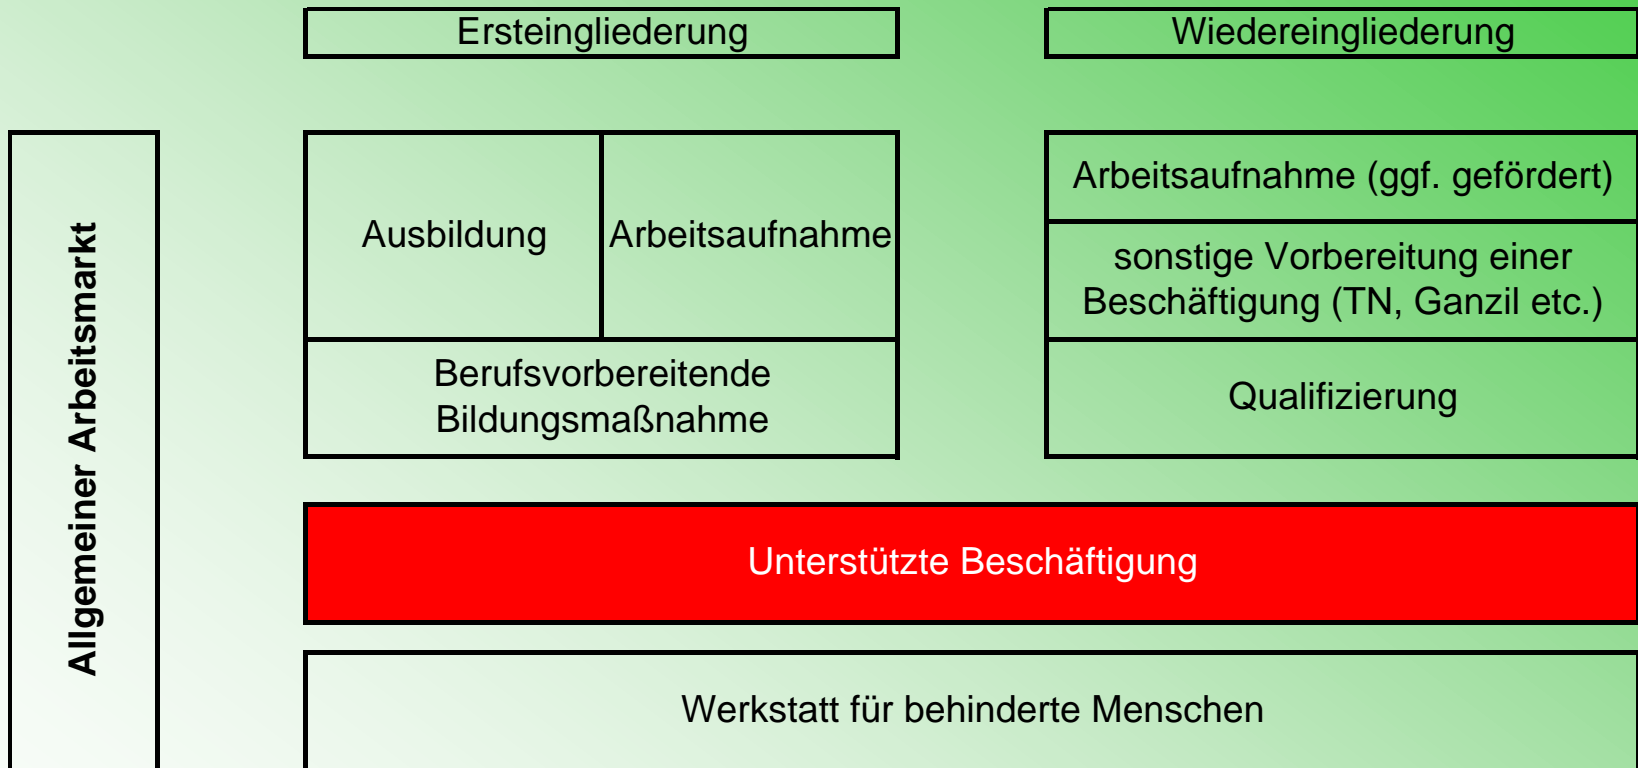 Ersteingliederung
Wiedereingliederung
Allgemeiner Arbeitsmarkt
Ausbildung
Arbeitsaufnahme
Berufsvorbereitende
Bildungsmaßnahme
Arbeitsaufnahme (ggf. gefördert)
sonstige Vorbereitung einer
Beschäftigung (TN, Ganzil etc.)
Qualifizierung
Unterstützte Beschäftigung
Werkstatt für behinderte Menschen